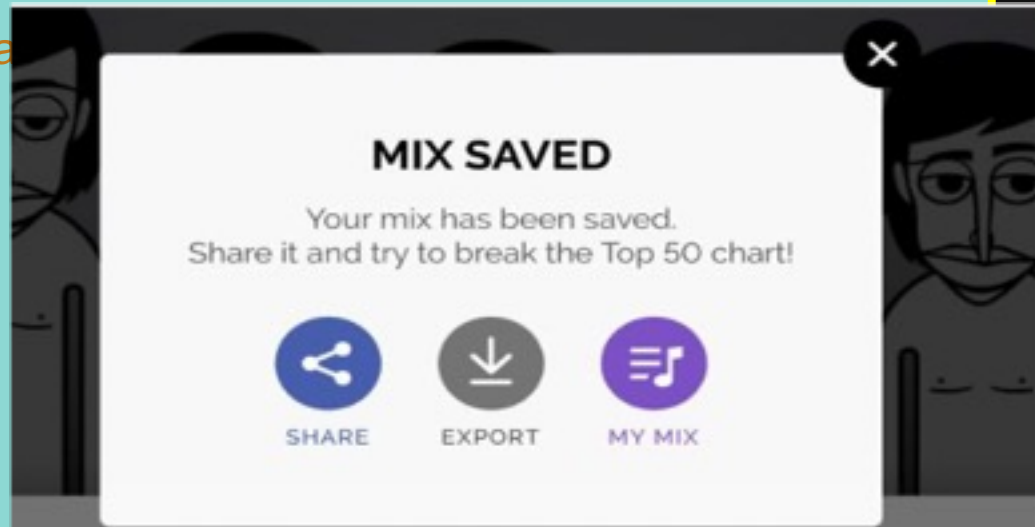 MIX SAVED
Your mix has been saved.
Share it and try to break the Top 50 chart!
SHARE
EXPORT
MY MIX